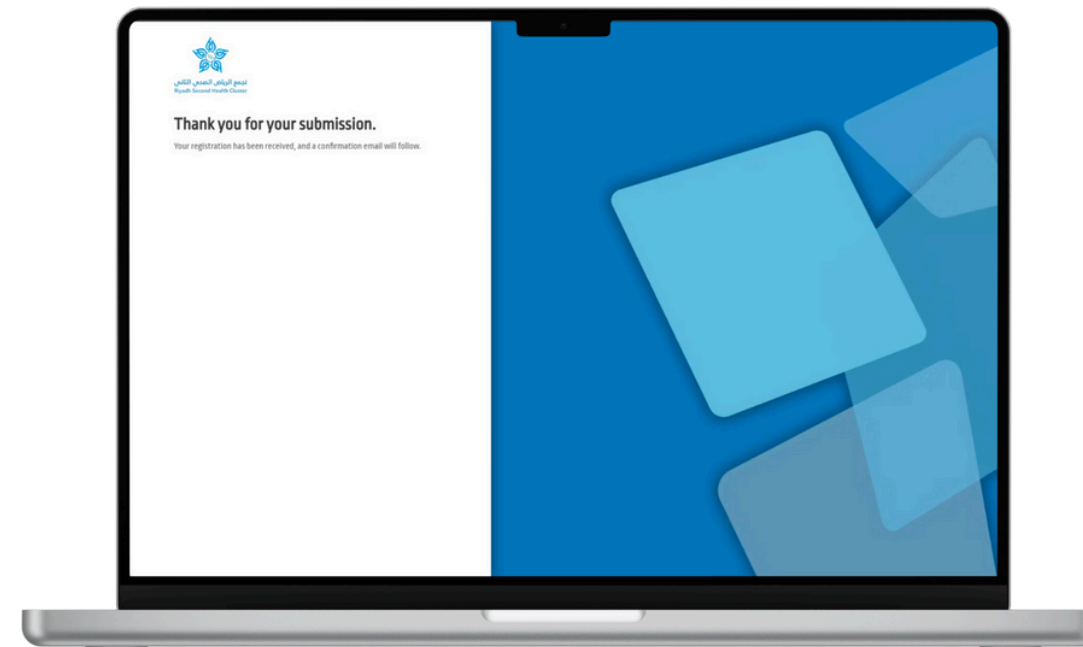 تجمع الرياض الصحي الثاني
Riyadh Second Health Cluster
Thank you for your submission.
Your registration has been received, and a confirmation email will follow.